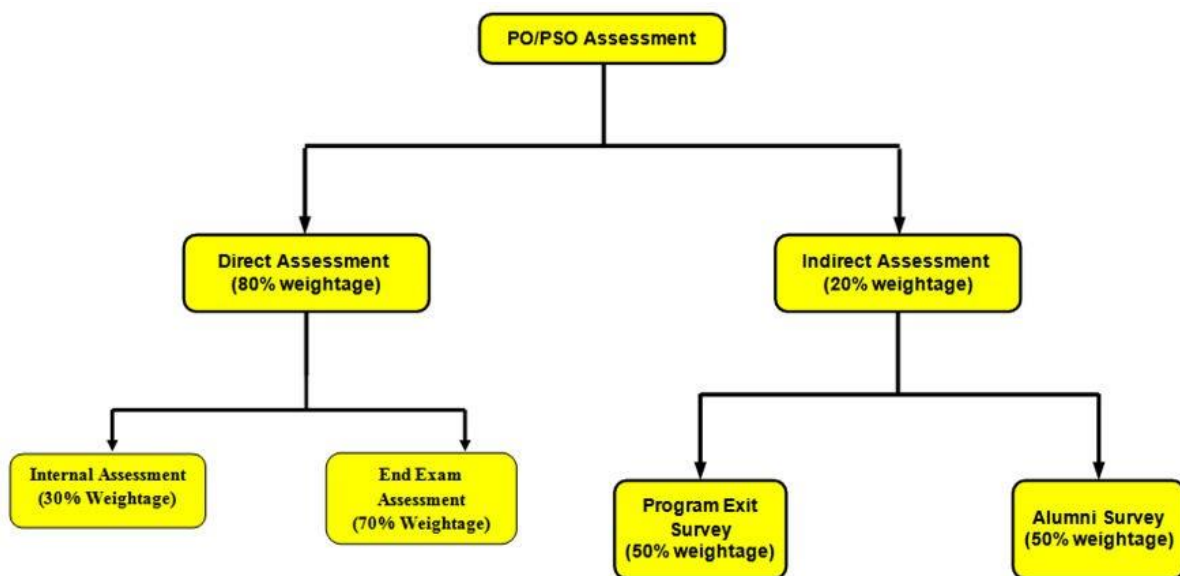 PO/PSO Assessment
Direct Assessment
(80% weightage)
Indirect Assessment
(20% weightage)
Internal Assessment
(30% Weightage)
End Exam
Assessment
(70% Weightage)
Program Exit
Survey
(50% weightage)
Alumni Survey
(50% weightage)